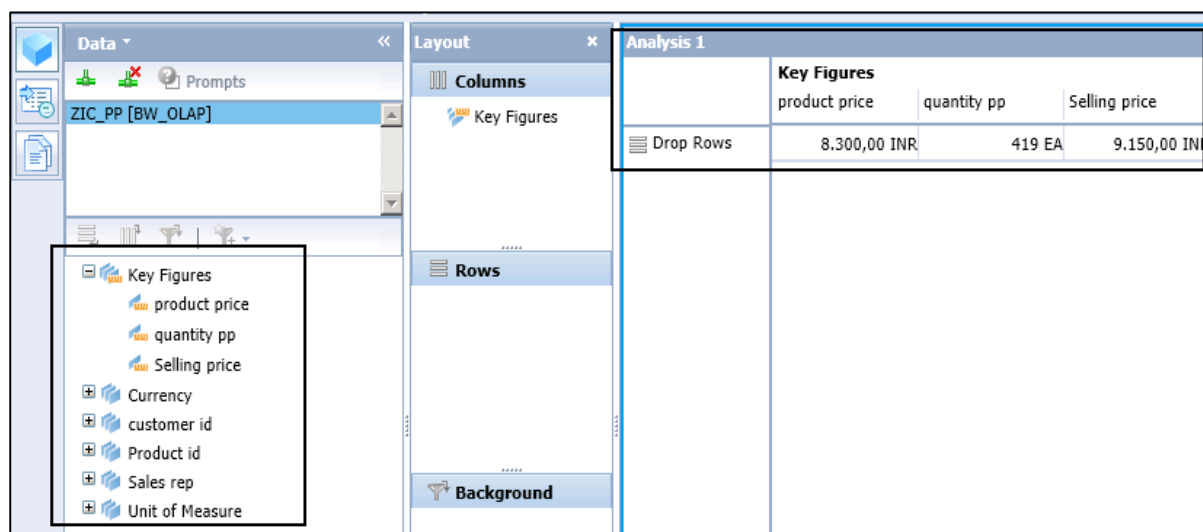 Data
Prompts
ZIC_PP [BW_OLAP]
Key Figures
product price
quantity pp
Selling price
Currency
customer id
Product id
Sales rep
Unit of Measure
Layout
Columns
Key Figures
Rows
Background
Analysis 1
Key Figures
product price quantity pp Selling price
Drop Rows 8.300,00 INR 419 EA 9.150,00 IN